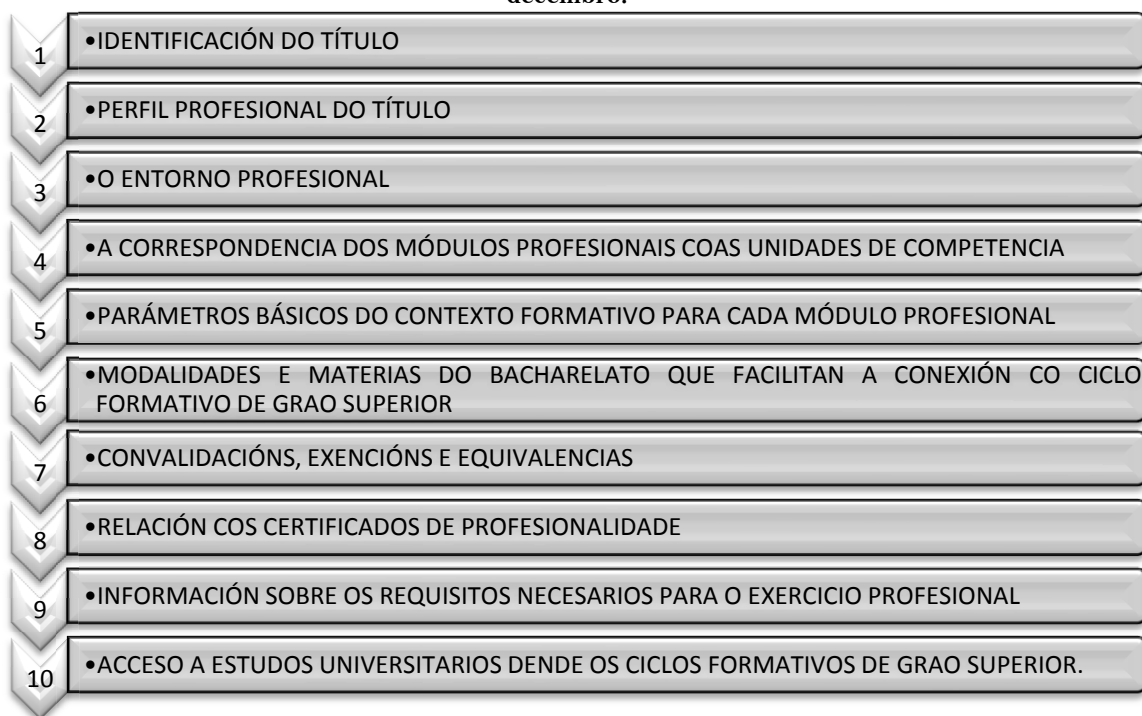 decembro.
1
•IDENTIFICACIÓN DO TÍTULO
2
•PERFIL PROFESIONAL DO TÍTULO
3
•O ENTORNO PROFESIONAL
4
•A CORRESPONDENCIA DOS MÓDULOS PROFESIONAIS COAS UNIDADES DE COMPETENCIA
5
•PARÁMETROS BÁSICOS DO CONTEXTO FORMATIVO PARA CADA MÓDULO PROFESIONAL
6
•MODALIDADES E MATERIAS DO BACHARELATO QUE FACILITAN A CONEXIÓN CO CICLO
FORMATIVO DE GRAO SUPERIOR
7
•CONVALIDACIÓNS, EXENCIÓNS E EQUIVALENCIAS
8
•RELACIÓN COS CERTIFICADOS DE PROFESIONALIDADE
9
•INFORMACIÓN SOBRE OS REQUISITOS NECESARIOS PARA O EXERCICIO PROFESIONAL
10
•ACCESO A ESTUDOS UNIVERSITARIOS DENDE OS CICLOS FORMATIVOS DE GRAO SUPERIOR.